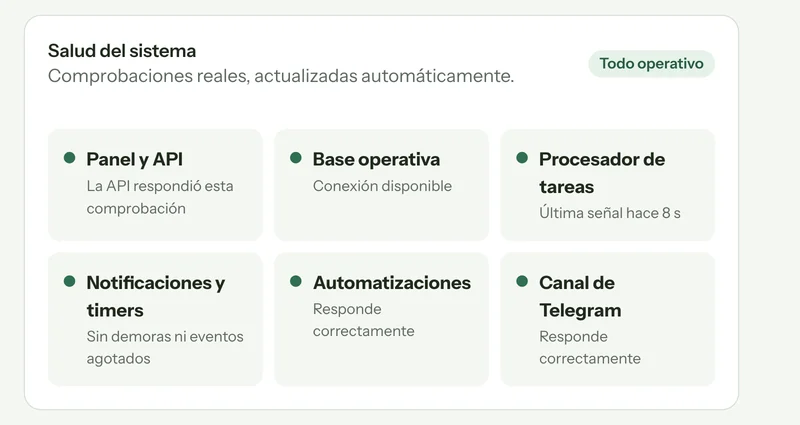 Salud del sistema
Comprobaciones reales, actualizadas automáticamente.
Todo operativo
Panel y API
La API respondió esta
comprobación
Base operativa
Conexión disponible
Procesador de
tareas
Última señal hace 8 s
Notificaciones y
timers
Sin demoras ni eventos
agotados
Automatizaciones
Responde
correctamente
Canal de
Telegram
Responde
correctamente